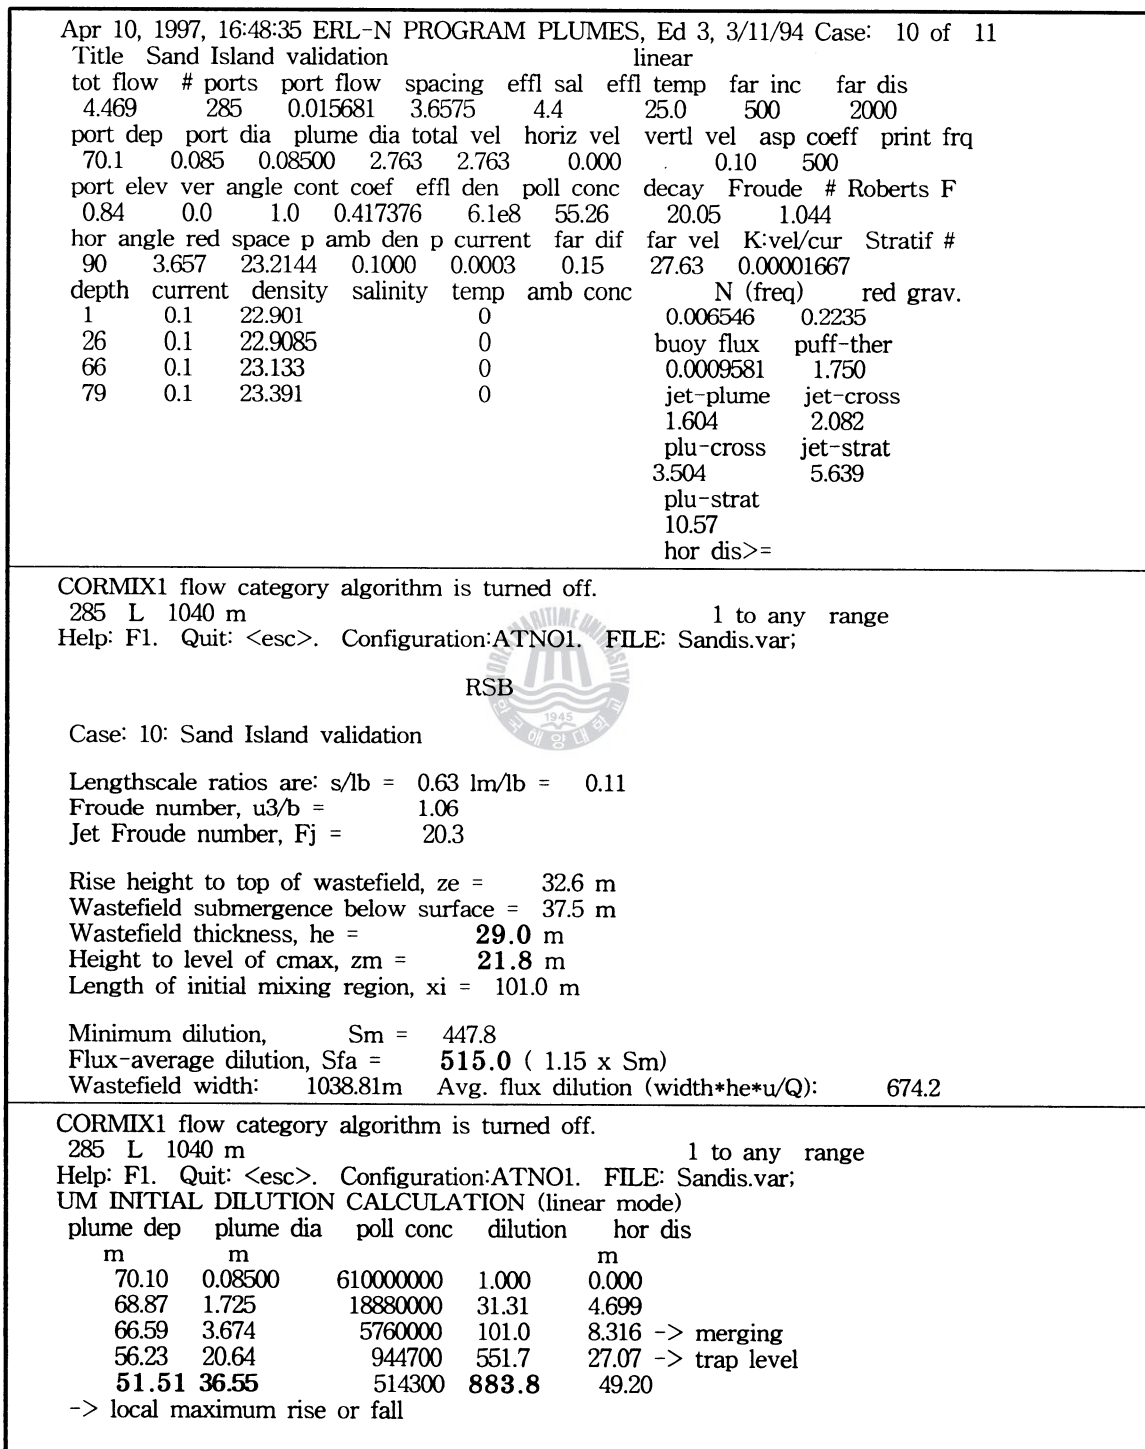 Apr 10, 1997, 16:48:35 ERL-N PROGRAM PLUMES, Ed 3, 3/11/94 Case: 10 of 11
Title Sand Island validation linear
tot flow # ports port flow spacing effl sal effl temp far inc far dis
4.469 285 0.015681 3.6575 4.4 25.0 500 2000
port dep port dia plume dia total vel horiz vel vertl vel asp coeff print frq
70.1 0.085 0.08500 2.763 2.763 0.000 0.10 500
port elev ver angle cont coef effl den poll conc decay Froude # Roberts F
0.84 0.0 1.0 0.417376 6.1e8 55.26 20.05 1.044
hor angle red space p amb den p current far dif far vel K:vel/cur Stratif #
90 3.657 23.2144 0.1000 0.0003 0.15 27.63 0.00001667
depth current density salinity temp amb conc N (freq) red grav.
1 0.1 22.901 0 0.006546 0.2235
26 0.1 22.9085 0 buoy flux puff-ther
66 0.1 23.133 0 0.0009581 1.750
79 0.1 23.391 0 jet-plume jet-cross
1.604 2.082
plu-cross jet-strat
3.504 5.639
plu-strat
10.57
hor dis>=
CORMIX1 flow category algorithm is turned off.
285 L 1040 m 1 to any range
Help: F1. Quit: <esc>. Configuration:ATNO1. FILE: Sandis.var;
RSB
1945
Case: 10: Sand Island validation
Lengthscale ratios are: s/lb = 0.63 lm/lb = 0.11
Froude number, u3/b = 1.06
Jet Froude number, Fj = 20.3
Rise height to top of wastefield, ze = 32.6 m
Wastefield submergence below surface = 37.5 m
Wastefield thickness, he = 29.0 m
Height to level of cmax, zm = 21.8 m
Length of initial mixing region, xi = 101.0 m
Minimum dilution, Sm = 447.8
Flux-average dilution, Sfa = 515.0 ( 1.15 x Sm)
Wastefield width: 1038.81m Avg. flux dilution (width*he*u/Q): 674.2
CORMIX1 flow category algorithm is turned off.
285 L 1040 m 1 to any range
Help: F1. Quit: <esc>. Configuration:ATNO1. FILE: Sandis.var;
UM INITIAL DILUTION CALCULATION (linear mode)
plume dep plume dia poll conc dilution hor dis
m m m
70.10 0.08500 610000000 1.000 0.000
68.87 1.725 18880000 31.31 4.699
66.59 3.674 5760000 101.0 8.316 -> merging
56.23 20.64 944700 551.7 27.07 -> trap level
51.51 36.55 514300 883.8 49.20
-> local maximum rise or fall